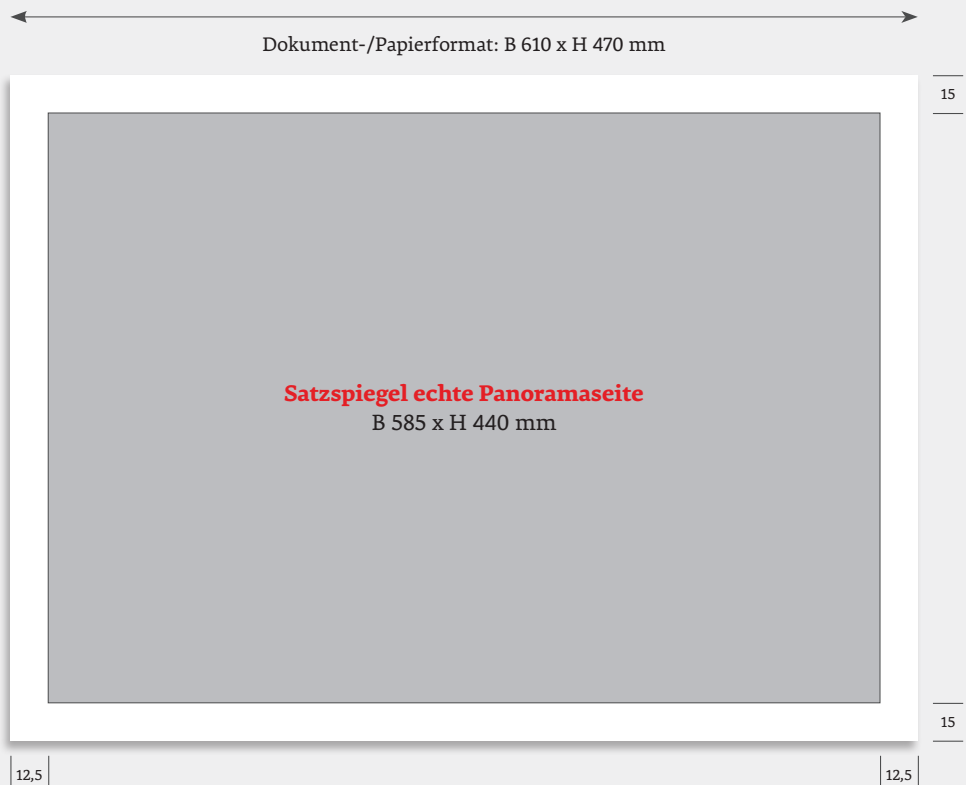 Dokument-/Papierformat: B 610 x H 470 mm
15
Satzspiegel echte Panoramaseite
B 585 x H 440 mm
15
12,5
12,5